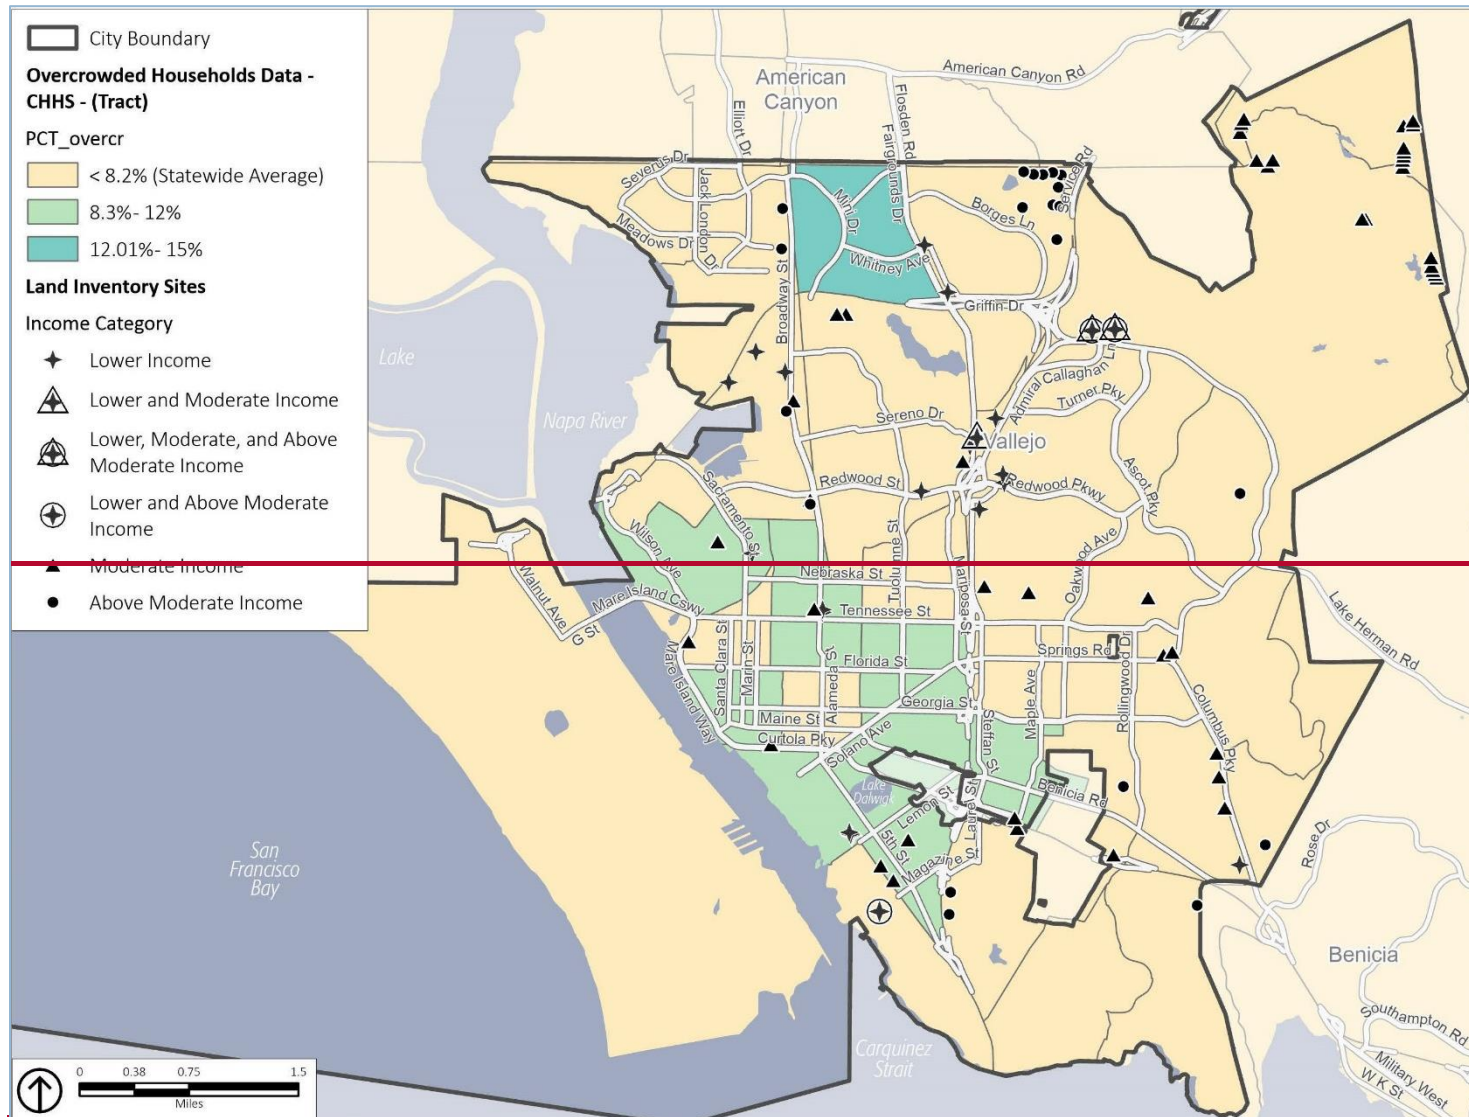 City Boundary
Overcrowded Households Data -
CHHS - (Tract)
PCT_overcr
< 8.2% (Statewide Average)
8.3%- 12%
12.01%- 15%
Land Inventory Sites
Income Category
Lower Income
Lower and Moderate Income
Lower, Moderate, and Above
Moderate Income
Lower and Above Moderate
Income
Moderate Income
Above Moderate Income
American
Canyon
American Canyon Rd
Elliott Dr
Flosden Rd
Fairgrounds Dr
Service Rd
Severus Dr
Jack London Dr
Meadows Dr
Mini Dr
Whitney Ave
Borges Ln
Broadway St
Griffin Dr
Lake
Napa River
Admiral Callaghan Ln
Turner Pky
Sereno Dr
Vallejo
Ascot Pky
Sacramento St
Redwood St
Redwood Pkwy
Wilson Ave
Tuolumne St
Mariposa St
Oakwood Ave
Nebraska St
Walnut Ave
G St
Mare Island Cswy
Tennessee St
Lake Herman Rd
Mare Island Way
Santa Clara St
Marin St
Alameda St
Florida St
Springs Rd
Rollingwood Dr
Georgia St
Maine St
Curtola Pky
Solano Ave
Steffan St
Maple Ave
Columbus Pky
Lake
Dalwigk
Lemon St
Laurel St
Benicia Rd
5th St
Magazine St
Rose Dr
San
Francisco
Bay
Benicia
Carquinez
Strait
Southampton Rd
Military West
W K St
0 0.38 0.75 1.5
Miles